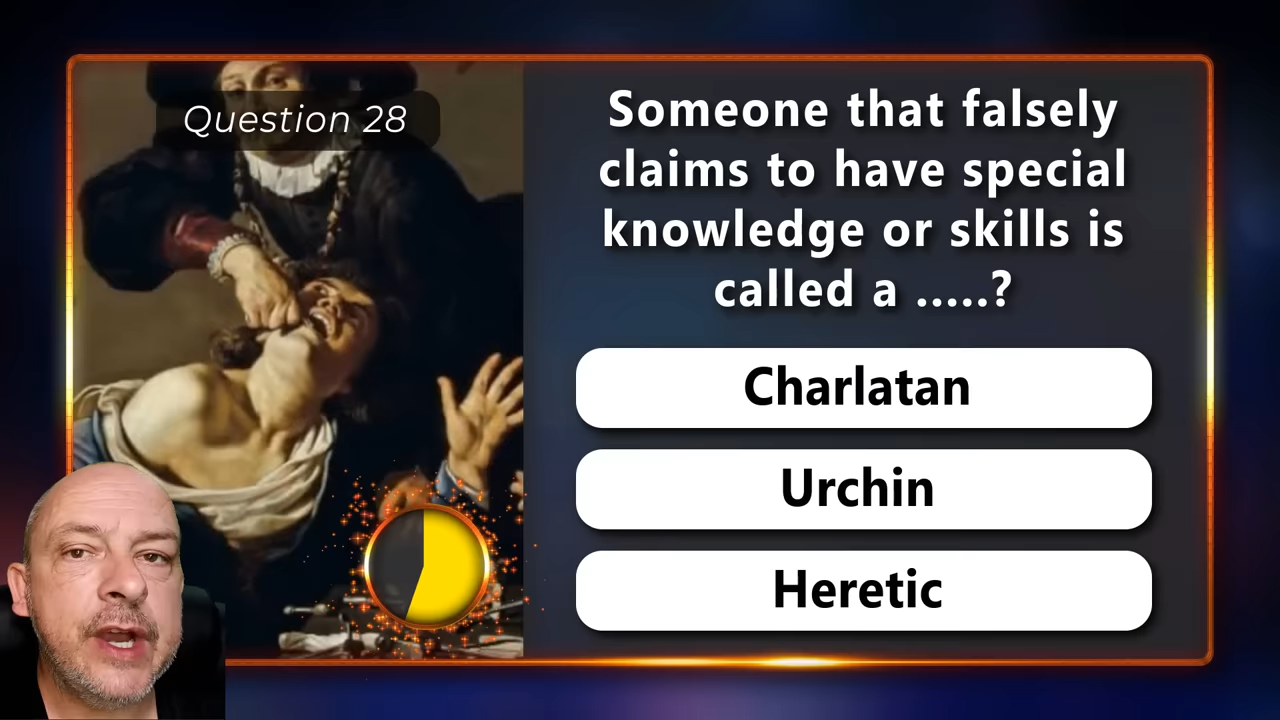 Question 28
Someone that falsely
claims to have special
knowledge or skills is
called a .....?
Charlatan
Urchin
Heretic